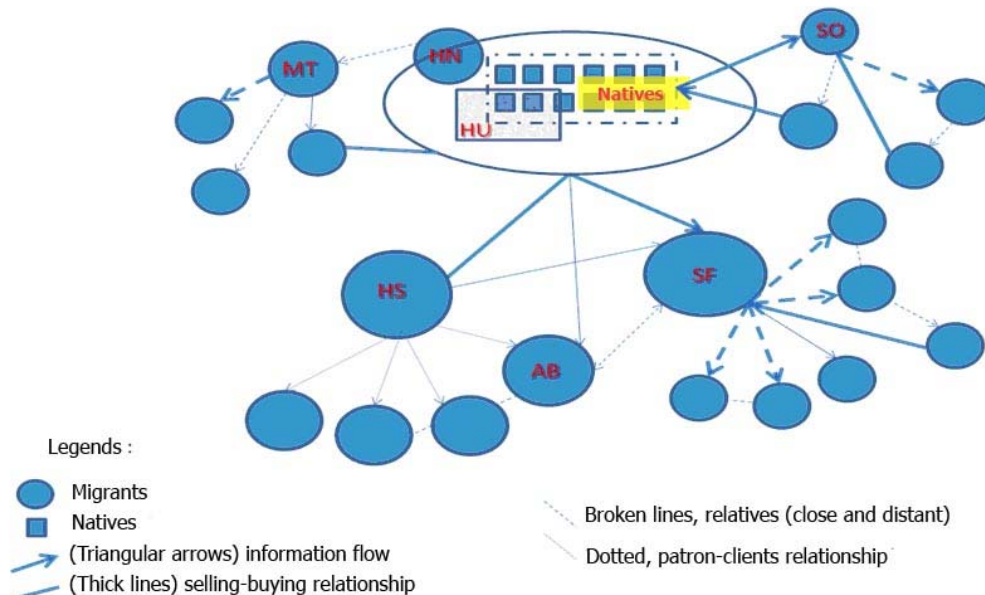 SO
HN
MT
Natives
HU
HS
SF
AB
Legends :
Migrants
Natives
(Triangular arrows) information flow
(Thick lines) selling-buying relationship
Broken lines, relatives (close and distant)
Dotted, patron-clients relationship